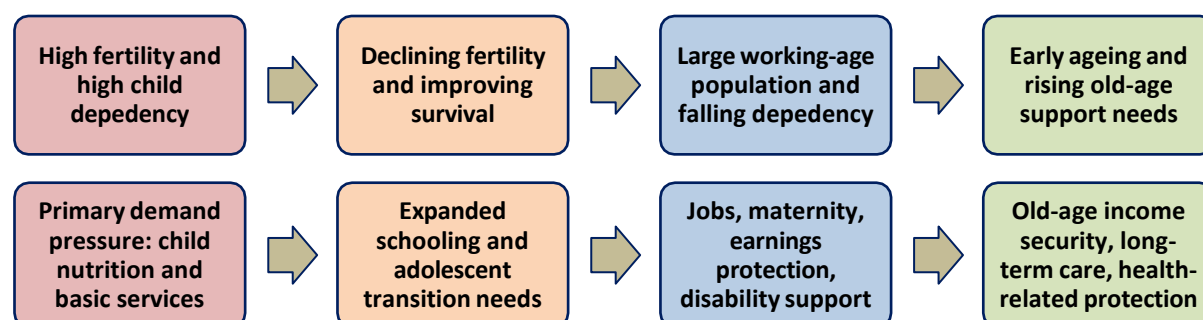 High fertility and
high child
depedency
Declining fertility
and improving
survival
Large working-age
population and
falling depedency
Early ageing and
rising old-age
support needs
Primary demand
pressure: child
nutrition and
basic services
Expanded
schooling and
adolescent
transition needs
Jobs, maternity,
earnings
protection,
disability support
Old-age income
security, long-
term care, health-
related protection